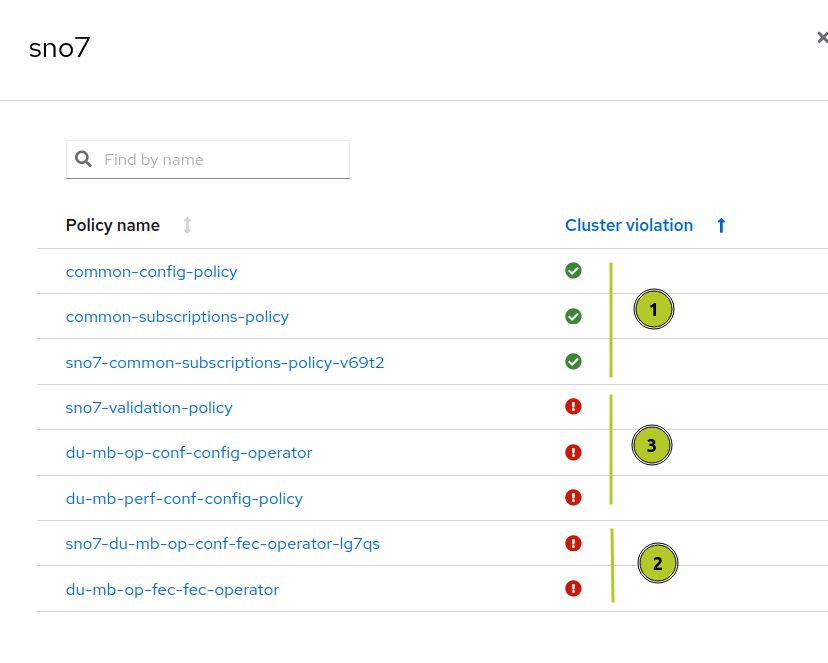 sno7
Find by name
Policy name Cluster violation
common-config-policy
1
common-subscriptions-policy
sno7-common-subscriptions-policy-v69t2
sno7-validation-policy
3
du-mb-op-conf-config-operator
du-mb-perf-conf-config-policy
sno7-du-mb-op-conf-fec-operator-lg7qs
2
du-mb-op-fec-fec-operator